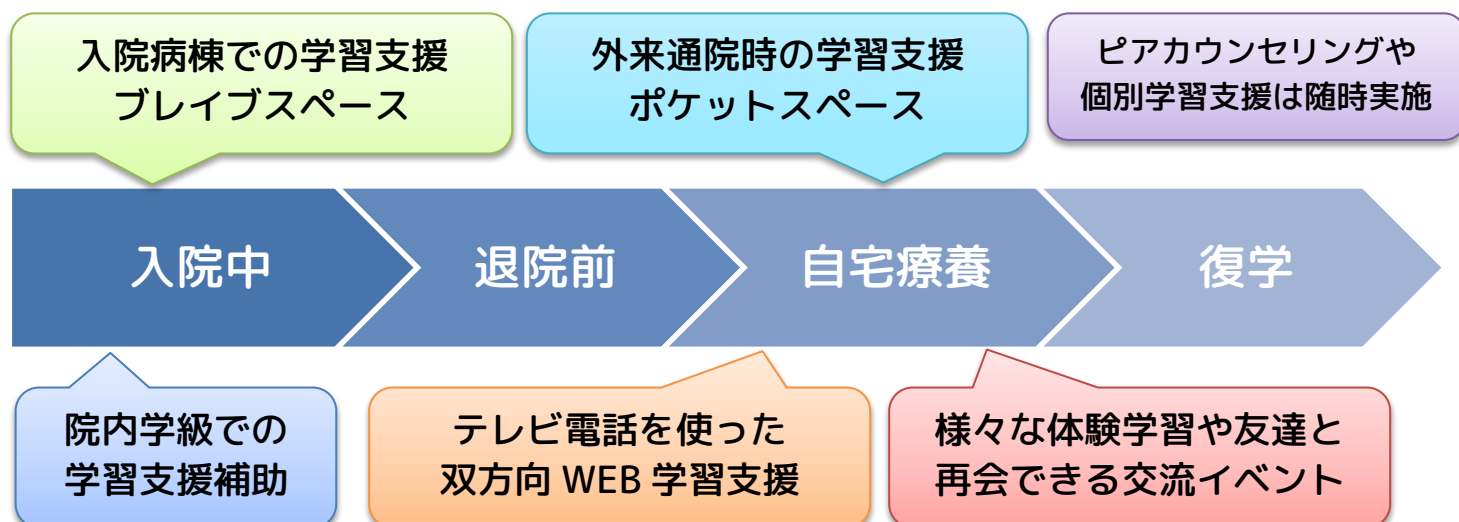 入院病棟での学習支援
ブレイブスペース
外来通院時の学習支援
ポケットスペース
ピアカウンセリングや
個別学習支援は随時実施
入院中
退院前
自宅療養
復学
院内学級での
学習支援補助
テレビ電話を使った
双方向 WEB 学習支援
様々な体験学習や友達と
再会できる交流イベント